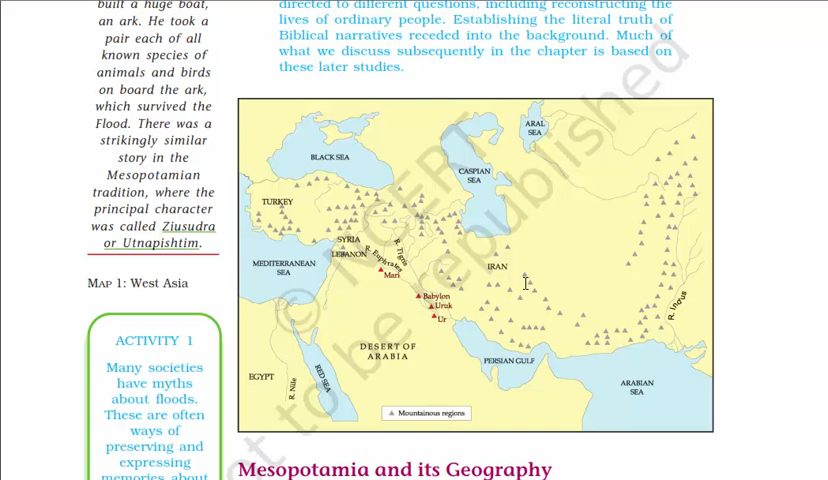 built a huge boat,
an ark. He took a
pair each of all
known species of
animals and birds
on board the ark,
which survived the
Flood. There was a
strikingly similar
story in the
Mesopotamian
tradition, where the
principal character
was called Ziusudra
or Utnapishtim.
MAP 1: West Asia
ACTIVITY 1
Many societies
have myths
about floods.
These are often
ways of
preserving and
expressing
memories about
directed to different questions, including reconstructing the
lives of ordinary people. Establishing the literal truth of
Biblical narratives receded into the background. Much of
what we discuss subsequently in the chapter is based on
these later studies.
ARAL
SEA
BLACK SEA
CASPIAN
SEA
TURKEY
SYRIA
LEBANON
R. Euphrates
R. Tigris
MEDITERRANEAN
SEA
IRAN
Mari
Babylon
Uruk
Ur
R. Indus
DESERT OF
ARABIA
PERSIAN GULF
EGYPT
R. Nile
RED SEA
ARABIAN
SEA
Mountainous regions
© NCERT
not to be republished
Mesopotamia and its Geography